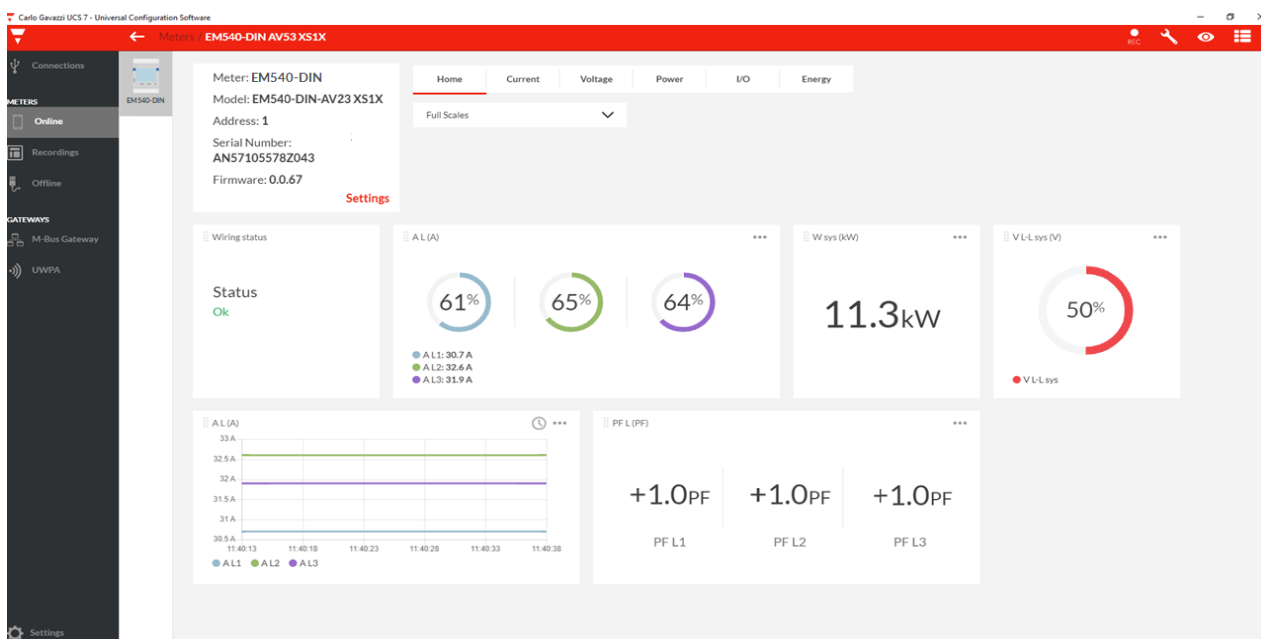 Carlo Gavazzi UCS 7 - Universal Configuration Software
Meters / EM540-DIN AV53 XS1X
REC
Connections
METERS
Online
Recordings
Offline
GATEWAYS
M-Bus Gateway
UWPA
Settings
EM540-DIN
Meter: EM540-DIN
Model: EM540-DIN-AV23 XS1X
Address: 1
Serial Number:
AN57105578Z043
Firmware: 0.0.67
Settings
Home Current Voltage Power I/O Energy
Full Scales
Wiring status
Status
Ok
A L (A)
61% 65% 64%
A L1: 30.7 A
A L2: 32.6 A
A L3: 31.9 A
W sys (kW)
11.3kW
V L-L sys (V)
50%
V L-L sys
A L (A)
33 A
32.5 A
32 A
31.5 A
31 A
30.5 A
11:40:13 11:40:18 11:40:23 11:40:28 11:40:33 11:40:38
A L1 A L2 A L3
PF L (PF)
+1.0PF +1.0PF +1.0PF
PF L1 PF L2 PF L3